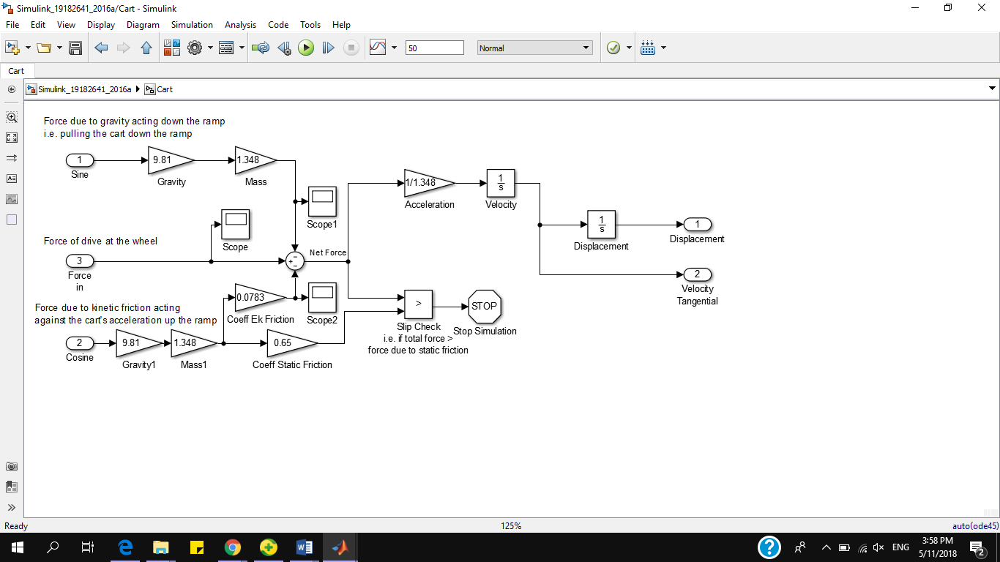 Simulink_19182641_2016a/Cart - Simulink
File Edit View Display Diagram Simulation Analysis Code Tools Help
50
Normal
Cart
Simulink_19182641_2016a
Cart
Force due to gravity acting down the ramp
i.e. pulling the cart down the ramp
1
Sine
9.81
Gravity
1.348
Mass
Scope1
1/1.348
Acceleration
1
s
Velocity
1
s
Displacement
1
Displacement
2
Velocity
Tangential
Scope
Force of drive at the wheel
3
Force
in
Net Force
+
−
−
0.0783
Coeff Ek Friction
Scope2
Force due to kinetic friction acting
against the cart's acceleration up the ramp
2
Cosine
9.81
Gravity1
1.348
Mass1
0.65
Coeff Static Friction
>
Slip Check
i.e. if total force >
force due to static friction
STOP
Stop Simulation
Ready
125%
auto(ode45)
ENG
3:58 PM
5/11/2018
2